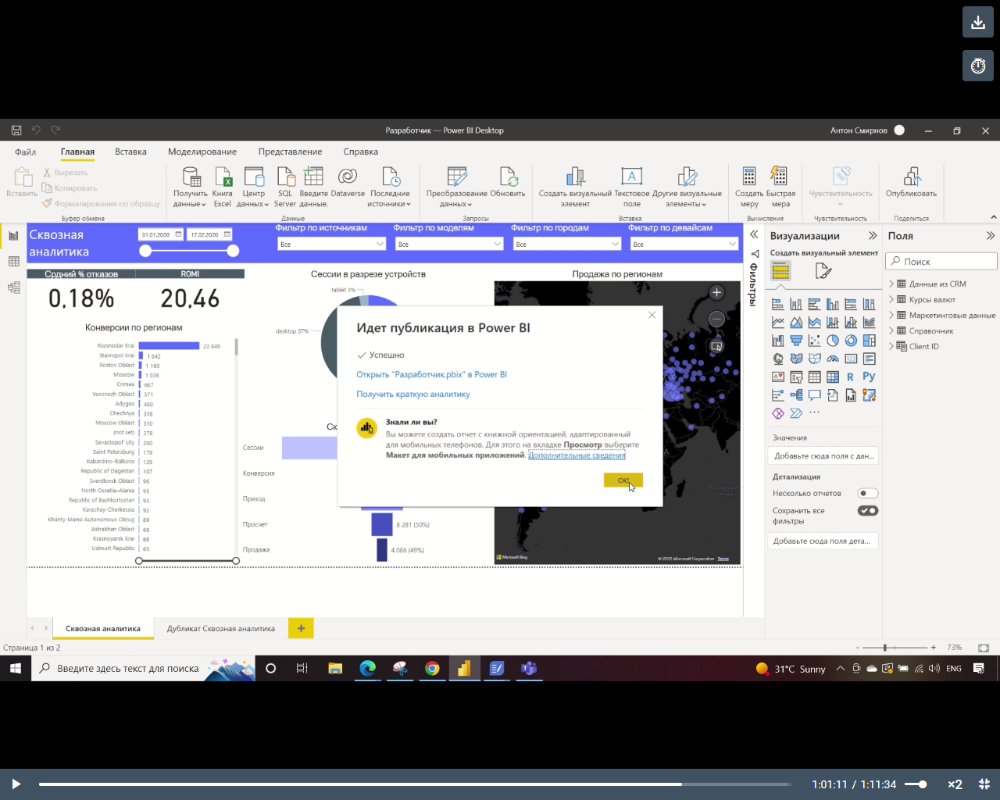 Разработчик — Power BI Desktop
Антон Смирнов
Файл
Главная
Вставка
Моделирование
Представление
Справка
Вставить
Вырезать
Копировать
Форматирование по образцу
Буфер обмена
Получить данные
Книга Excel
Центр данных
SQL Server
Введите данные.
Dataverse
Последние источники
Данные
Преобразование данных
Обновить
Запросы
Создать визуальный элемент
Текстовое поле
Другие визуальные элементы
Вставка
Создать меру
Быстрая мера
Вычисления
Чувствительность
Чувствительность
Опубликовать
Поделиться
Сквозная
аналитика
01.01.2020
17.02.2020
Фильтр по источникам
Все
Фильтр по моделям
Все
Фильтр по городам
Все
Фильтр по девайсам
Все
Срдний % отказов
ROMI
0,18%
20,46
Конверсии по регионам
Krasnodar Krai 23 849
Stavropol Krai 1 642
Rostov Oblast 1 160
Moscow 1 036
Crimea 667
Voronezh Oblast 571
Adygea 460
Chechnya 318
Moscow Oblast 310
(not set) 278
Sevastopol' city 200
Saint Petersburg 179
Kabardino-Balkaria 129
Republic of Dagestan 107
Sverdlovsk Oblast 96
North Ossetia–Alania 95
Republic of Bashkortostan 93
Karachay-Cherkessia 92
Khanty-Mansi Autonomous Okrug 89
Astrakhan Oblast 68
Krasnoyarsk Krai 68
Udmurt Republic 65
Сессии в разрезе устройств
tablet 3%
desktop 37%
Ск
Сессии
Конверсия
Приход
Просчет
8 281 (50%)
Продажа
4 086 (49%)
Продажа по регионам
Microsoft Bing
© 2022 Microsoft Corporation Terms
Идет публикация в Power BI
Успешно
Открыть "Разработчик.pbix" в Power BI
Получить краткую аналитику
Знали ли вы?
Вы можете создать отчет с книжной ориентацией, адаптированный
для мобильных телефонов. Для этого на вкладке Просмотр выберите
Макет для мобильных приложений. Дополнительные сведения
ОК!
Фильтры
Визуализации
Создать визуальный элемент
R
Py
Значения
Добавьте сюда поля с дан...
Детализация
Несколько отчетов
Сохранить все
фильтры
Добавьте сюда поля дета...
Поля
Поиск
Данные из CRM
Курсы валют
Маркетинговые данные
Справочник
Client ID
Сквозная аналитика
Дубликат Сквозная аналитика
Страница 1 из 2
73%
Введите здесь текст для поиска
31°C Sunny
ENG
1:01:11 / 1:11:34
×2